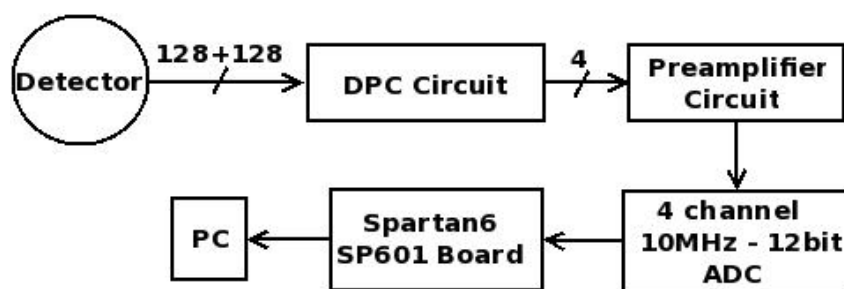 128+128
4
Detector
DPC Circuit
Preamplifier
Circuit
PC
Spartan6
SP601 Board
4 channel
10MHz - 12bit
ADC